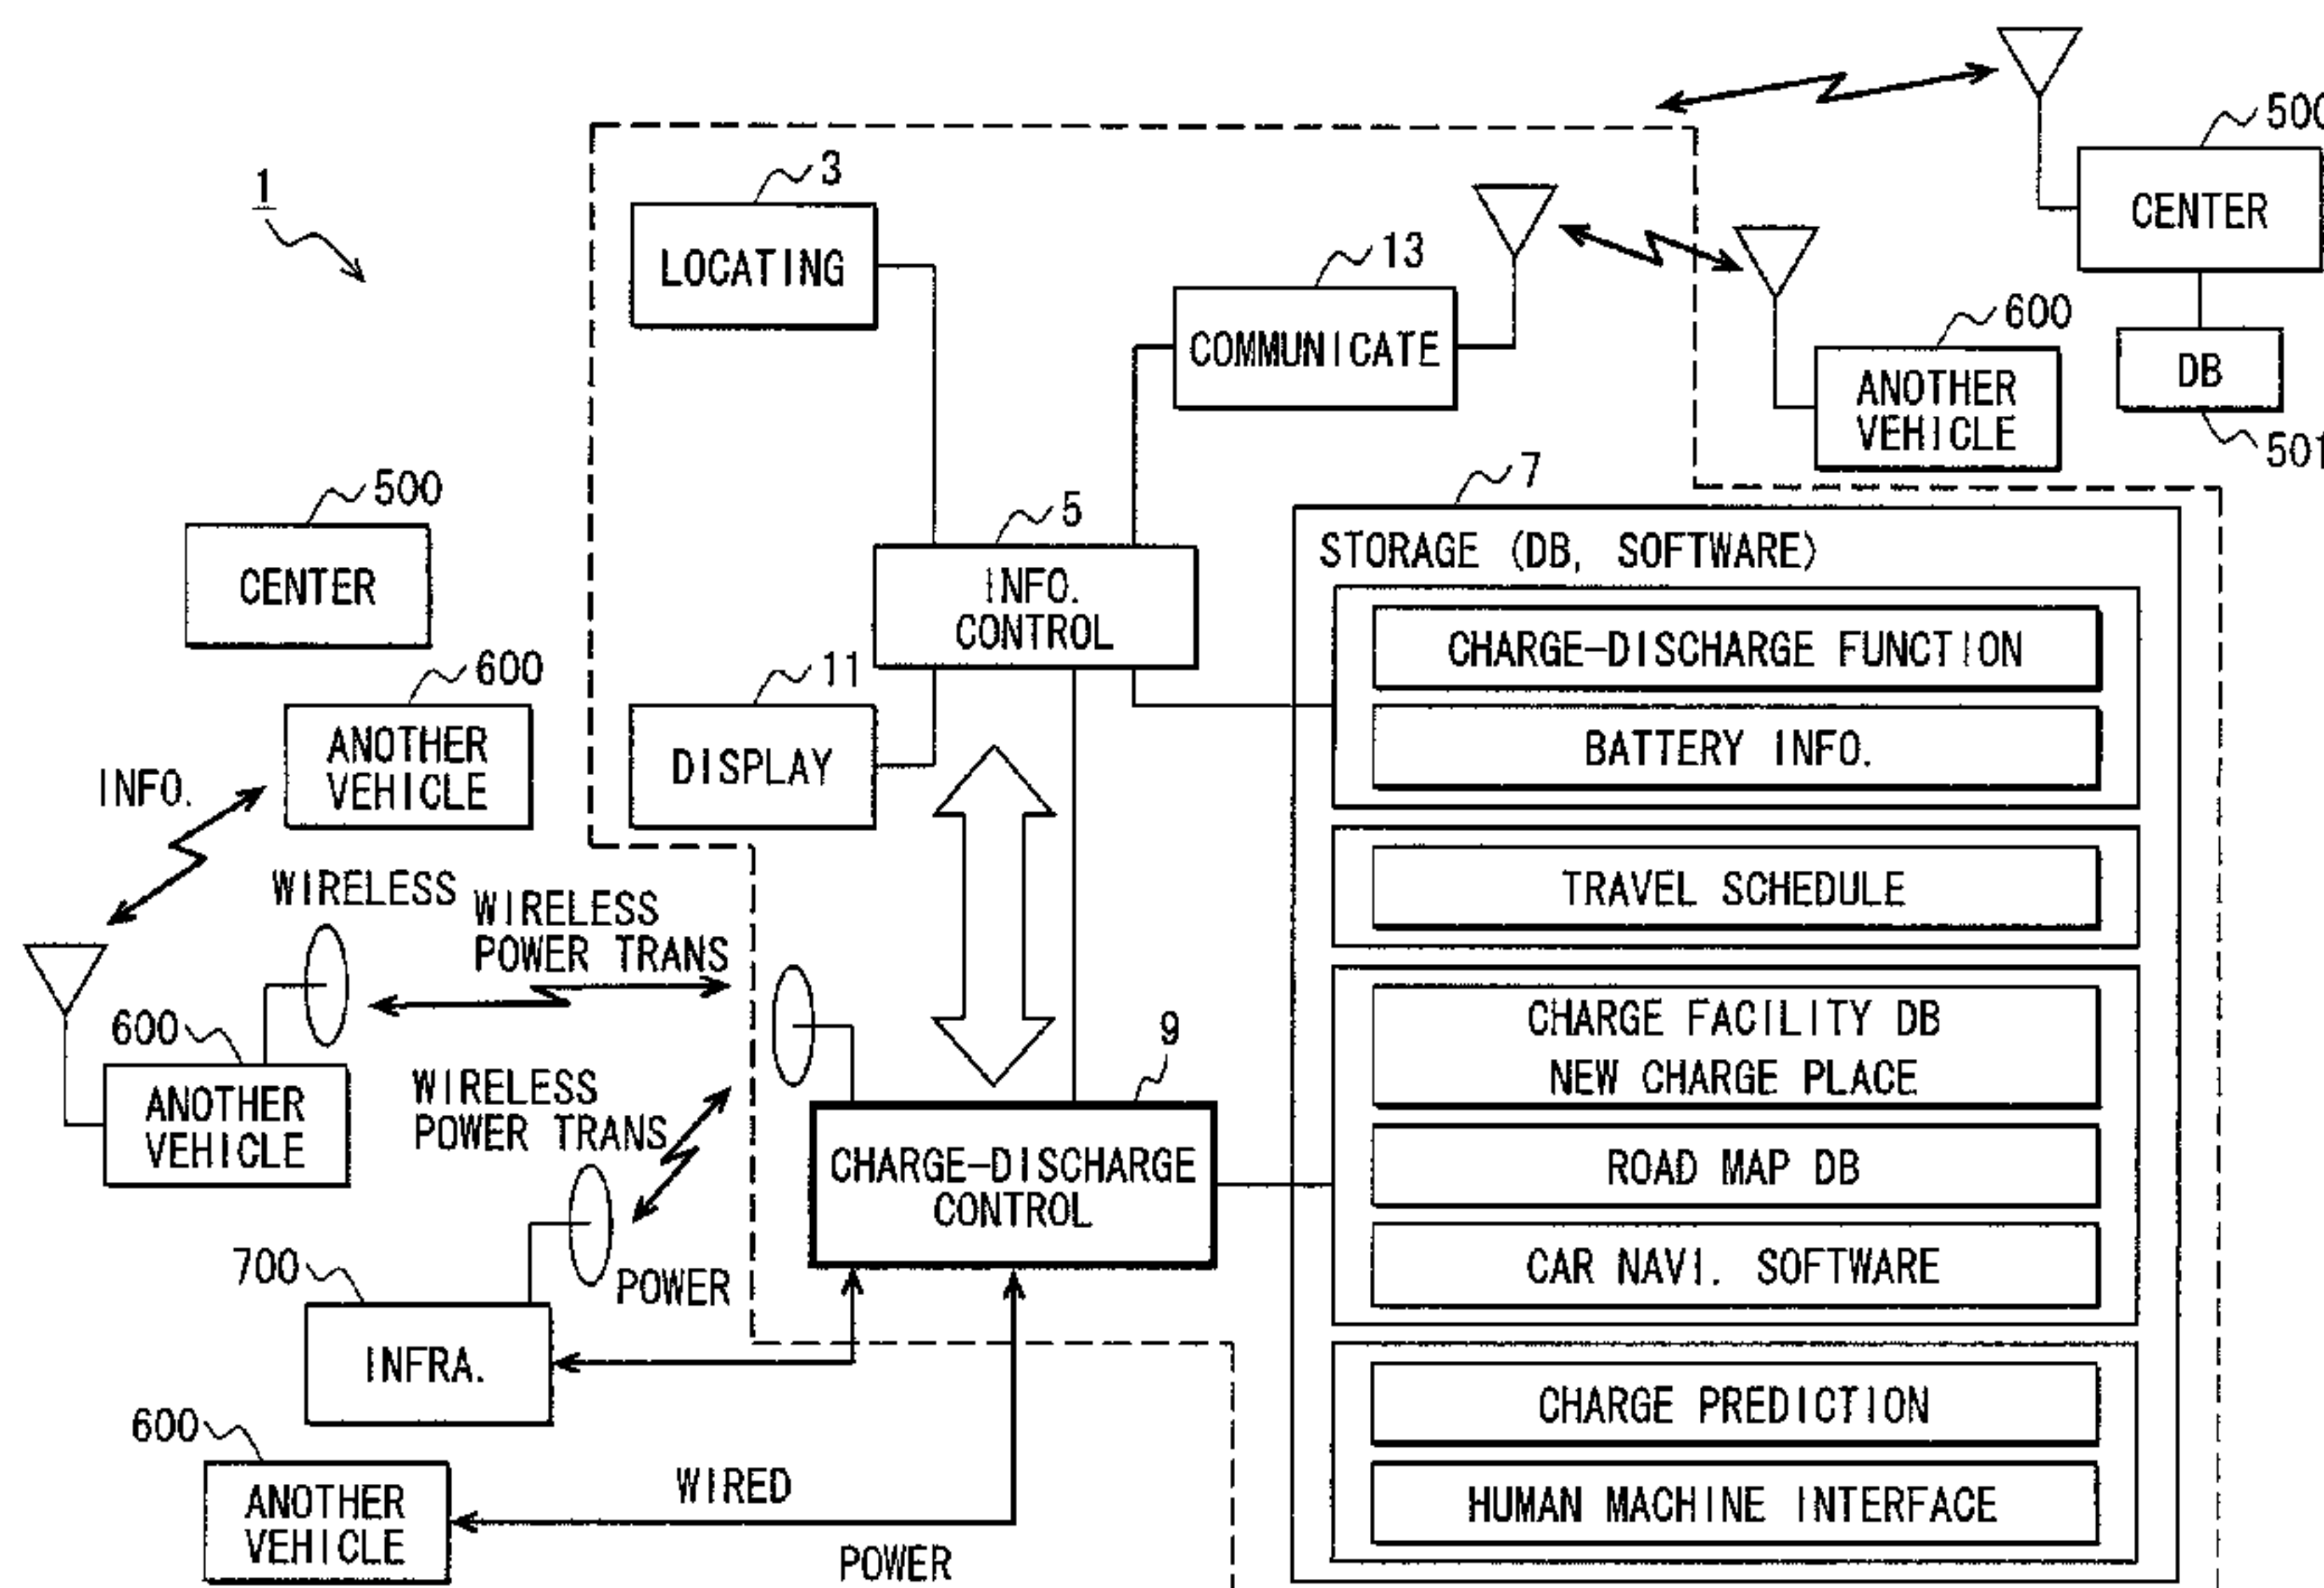 1
3
LOCATING
13
COMMUNICATE
500
CENTER
DB
501
600
ANOTHER
VEHICLE
500
CENTER
600
ANOTHER
VEHICLE
INFO.
5
INFO.
CONTROL
11
DISPLAY
7
STORAGE (DB, SOFTWARE)
CHARGE-DISCHARGE FUNCTION
BATTERY INFO.
TRAVEL SCHEDULE
CHARGE FACILITY DB
NEW CHARGE PLACE
ROAD MAP DB
CAR NAVI. SOFTWARE
CHARGE PREDICTION
HUMAN MACHINE INTERFACE
WIRELESS
WIRELESS
POWER TRANS
600
ANOTHER
VEHICLE
WIRELESS
POWER TRANS
9
CHARGE-DISCHARGE
CONTROL
700
INFRA.
POWER
600
ANOTHER
VEHICLE
WIRED
POWER